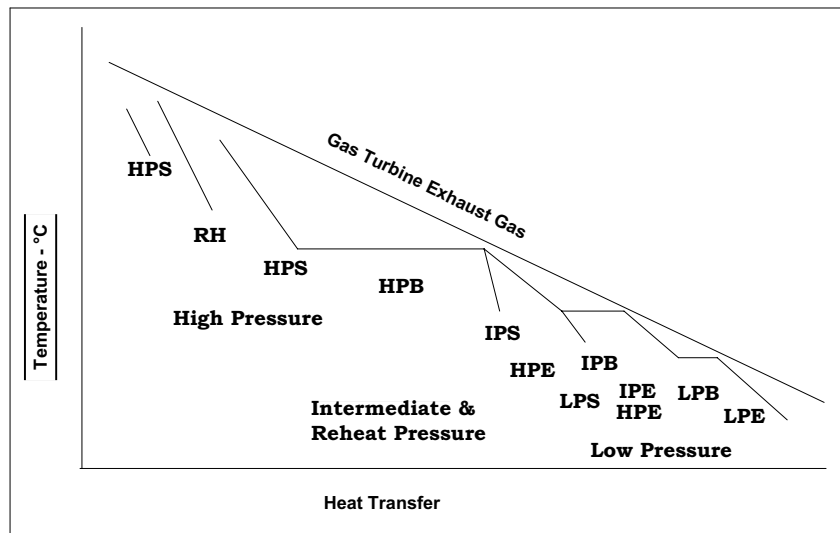 Gas Turbine Exhaust Gas
HPS
RH
HPS
HPB
High Pressure
IPS
HPE
IPB
LPS
IPE
HPE
LPB
LPE
Intermediate &
Reheat Pressure
Low Pressure
Temperature - °C
Heat Transfer